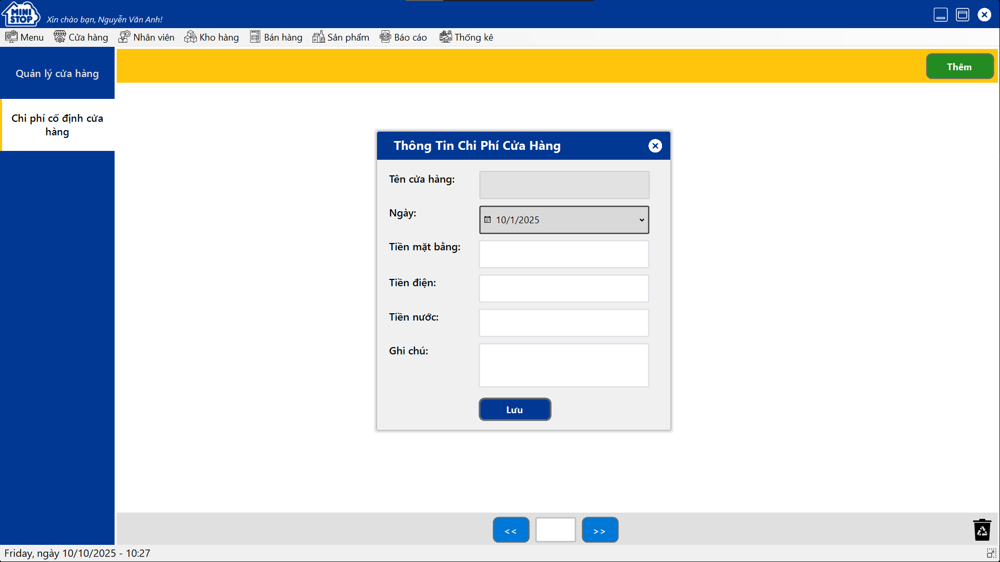 MINI
STOP
Xin chào bạn, Nguyễn Văn Anh!
Menu Cửa hàng Nhân viên Kho hàng Bán hàng Sản phẩm Báo cáo Thống kê
Quản lý cửa hàng
Thêm
Chi phí cố định cửa
hàng
Thông Tin Chi Phí Cửa Hàng
Tên cửa hàng:
Ngày: 10/1/2025
Tiền mặt bằng:
Tiền điện:
Tiền nước:
Ghi chú:
Lưu
<< >>
Friday, ngày 10/10/2025 - 10:27